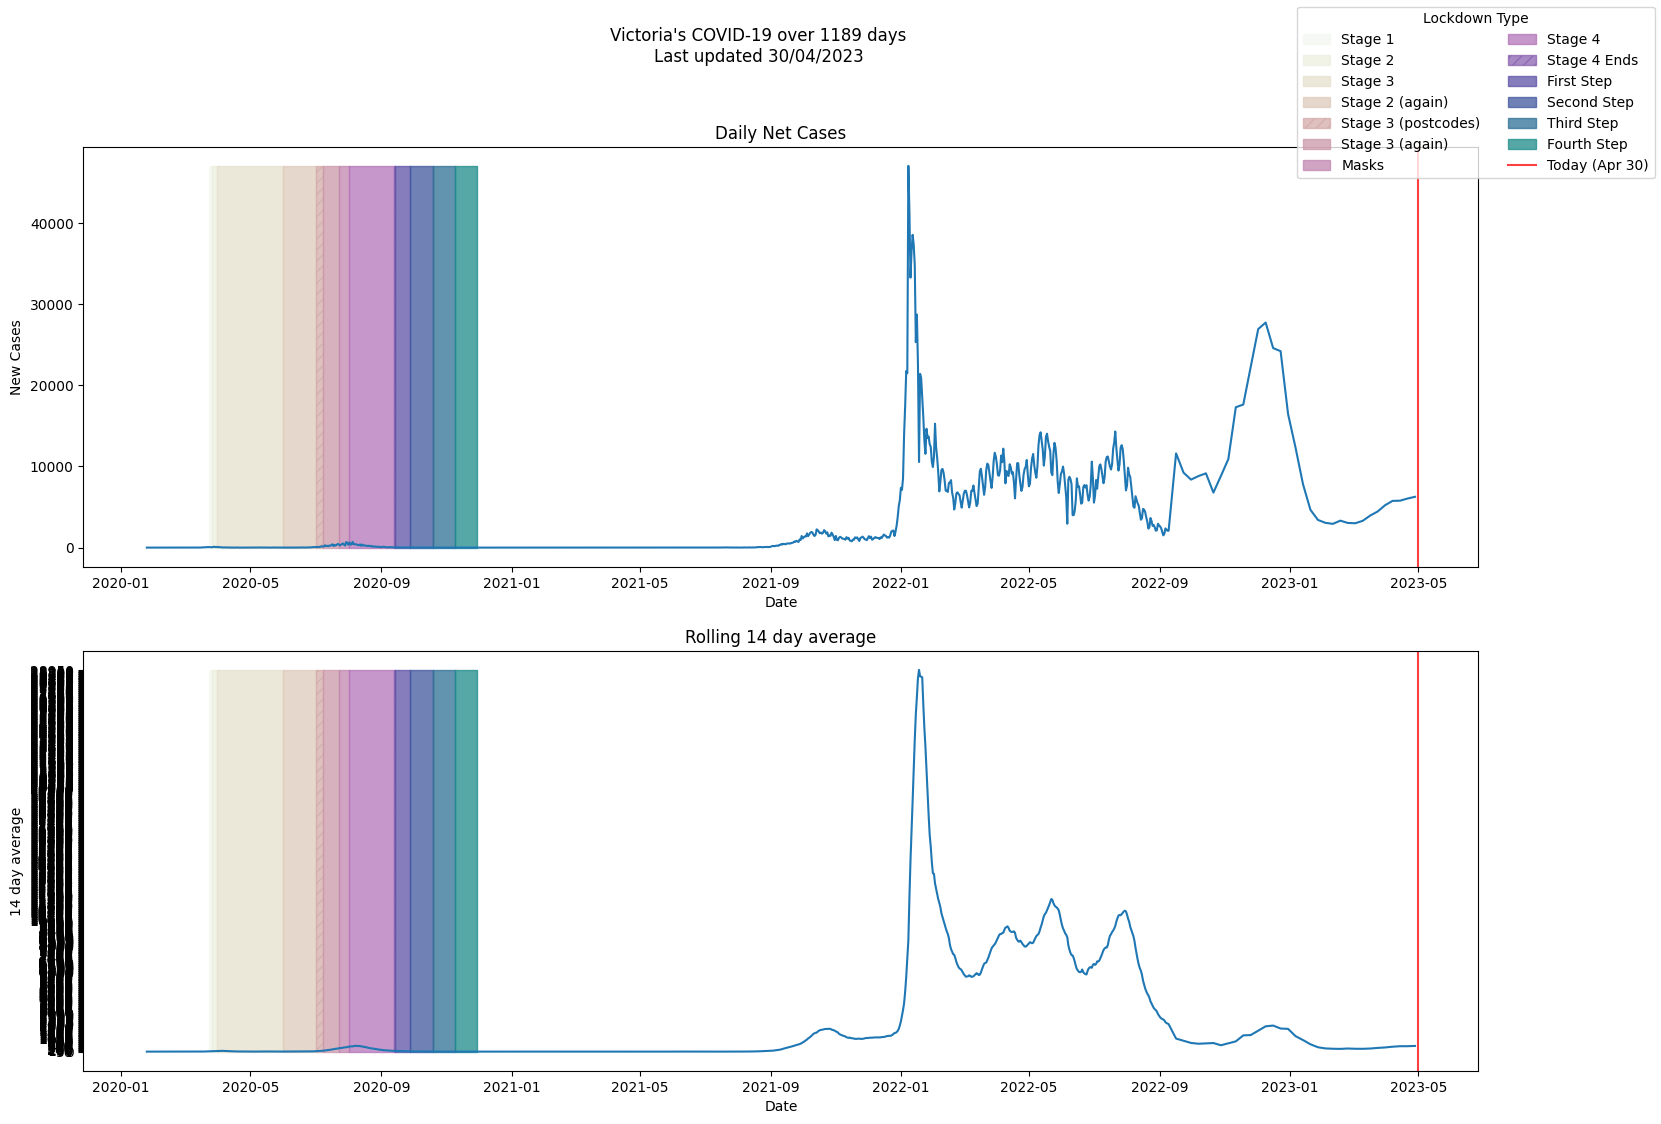 Victoria's COVID-19 over 1189 days
Last updated 30/04/2023
Lockdown Type
Stage 1
Stage 2
Stage 3
Stage 2 (again)
Stage 3 (postcodes)
Stage 3 (again)
Masks
Stage 4
Stage 4 Ends
First Step
Second Step
Third Step
Fourth Step
Today (Apr 30)
Daily Net Cases
New Cases
40000
30000
20000
10000
0
2020-01 2020-05 2020-09 2021-01 2021-05 2021-09 2022-01 2022-05 2022-09 2023-01 2023-05
Date
Rolling 14 day average
14 day average
2020-01 2020-05 2020-09 2021-01 2021-05 2021-09 2022-01 2022-05 2022-09 2023-01 2023-05
Date